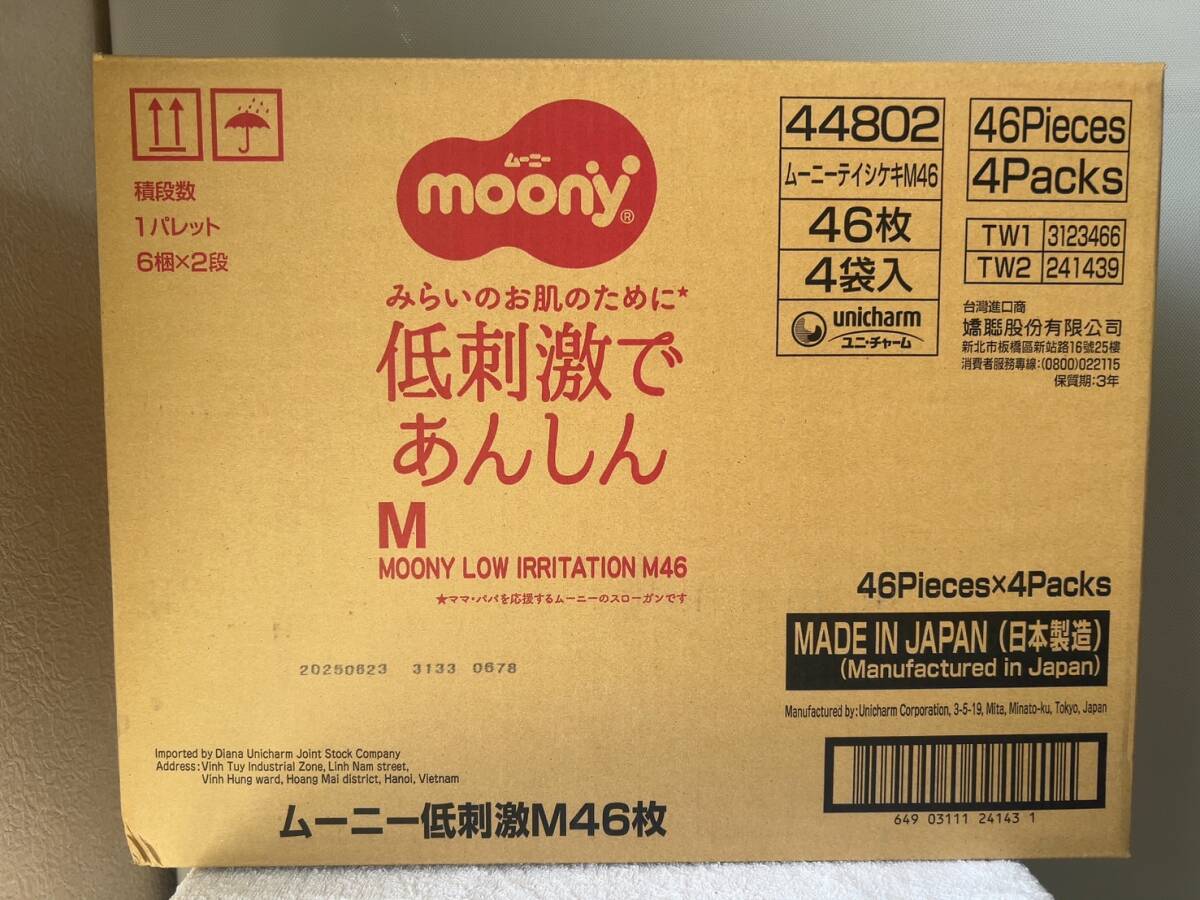 積段数
1パレット
6梱×2段
ムーニー
moony®
みらいのお肌のために★
低刺激で
あんしん
M
MOONY LOW IRRITATION M46
★ママ・パパを応援するムーニーのスローガンです
44802
ムーニーテイシゲキM46
46枚
4袋入
unicharm
ユニ・チャーム
46Pieces
4Packs
TW1 3123466
TW2 241439
台灣進口商
嬌聯股份有限公司
新北市板橋區新站路16號25樓
消費者服務專線:(0800)022115
保質期:3年
20250623 3133 0678
46Pieces×4Packs
MADE IN JAPAN (日本製造)
(Manufactured in Japan)
Manufactured by:Unicharm Corporation, 3-5-19, Mita, Minato-ku, Tokyo, Japan
Imported by Diana Unicharm Joint Stock Company
Address:Vinh Tuy Industrial Zone, Linh Nam street,
Vinh Hung ward, Hoang Mai district, Hanoi, Vietnam
ムーニー低刺激M46枚
649 03111 24143 1